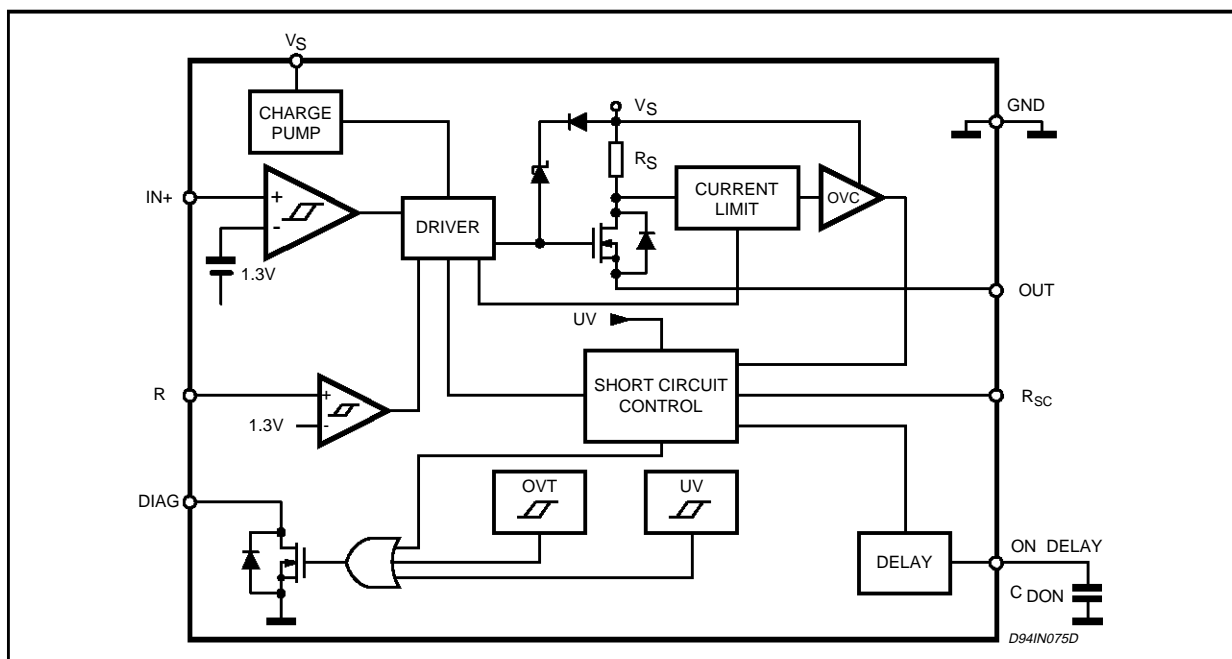 VS
CHARGE
PUMP
VS
GND
RS
IN+
+
-
1.3V
DRIVER
CURRENT
LIMIT
OVC
OUT
UV
SHORT CIRCUIT
CONTROL
R
+
-
1.3V
RSC
DIAG
OVT
UV
DELAY
ON DELAY
CDON
D94IN075D